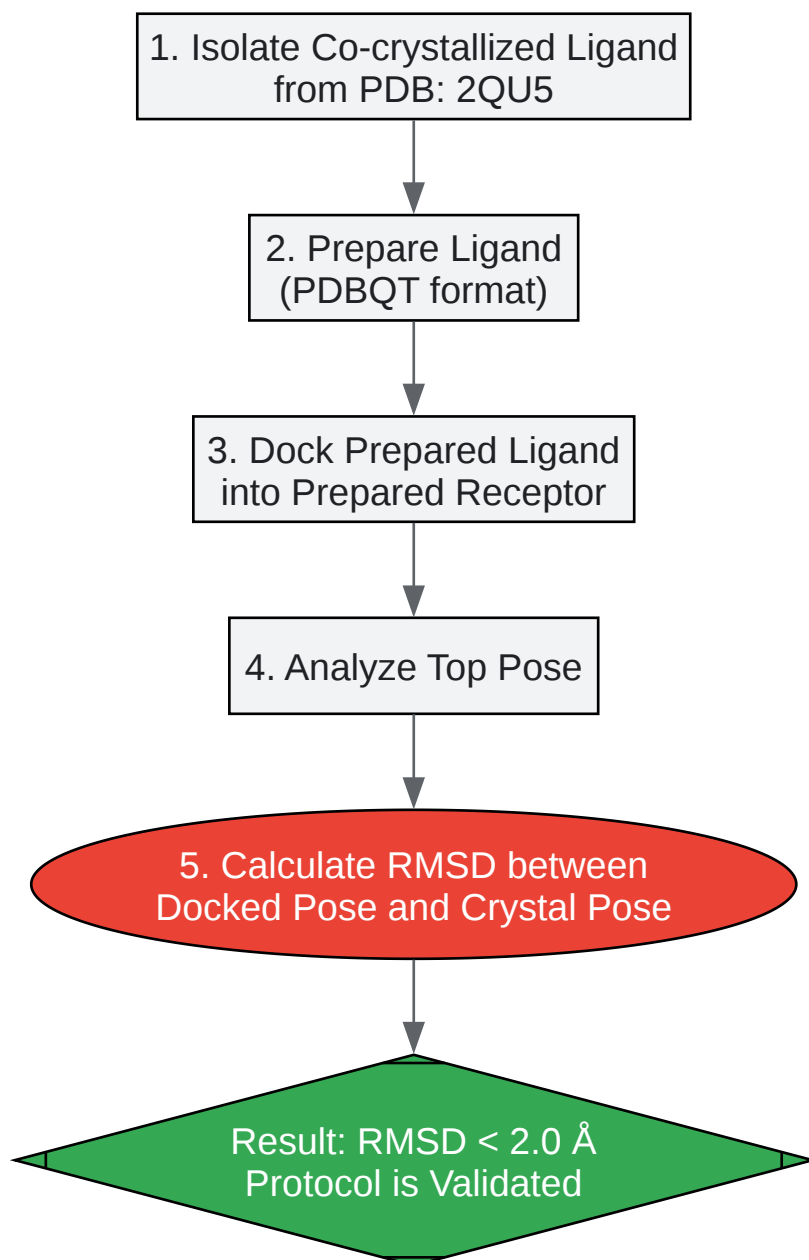 1. Isolate Co-crystallized Ligand
from PDB: 2QU5
2. Prepare Ligand
(PDBQT format)
3. Dock Prepared Ligand
into Prepared Receptor
4. Analyze Top Pose
5. Calculate RMSD between
Docked Pose and Crystal Pose
Result: RMSD < 2.0 Å
Protocol is Validated